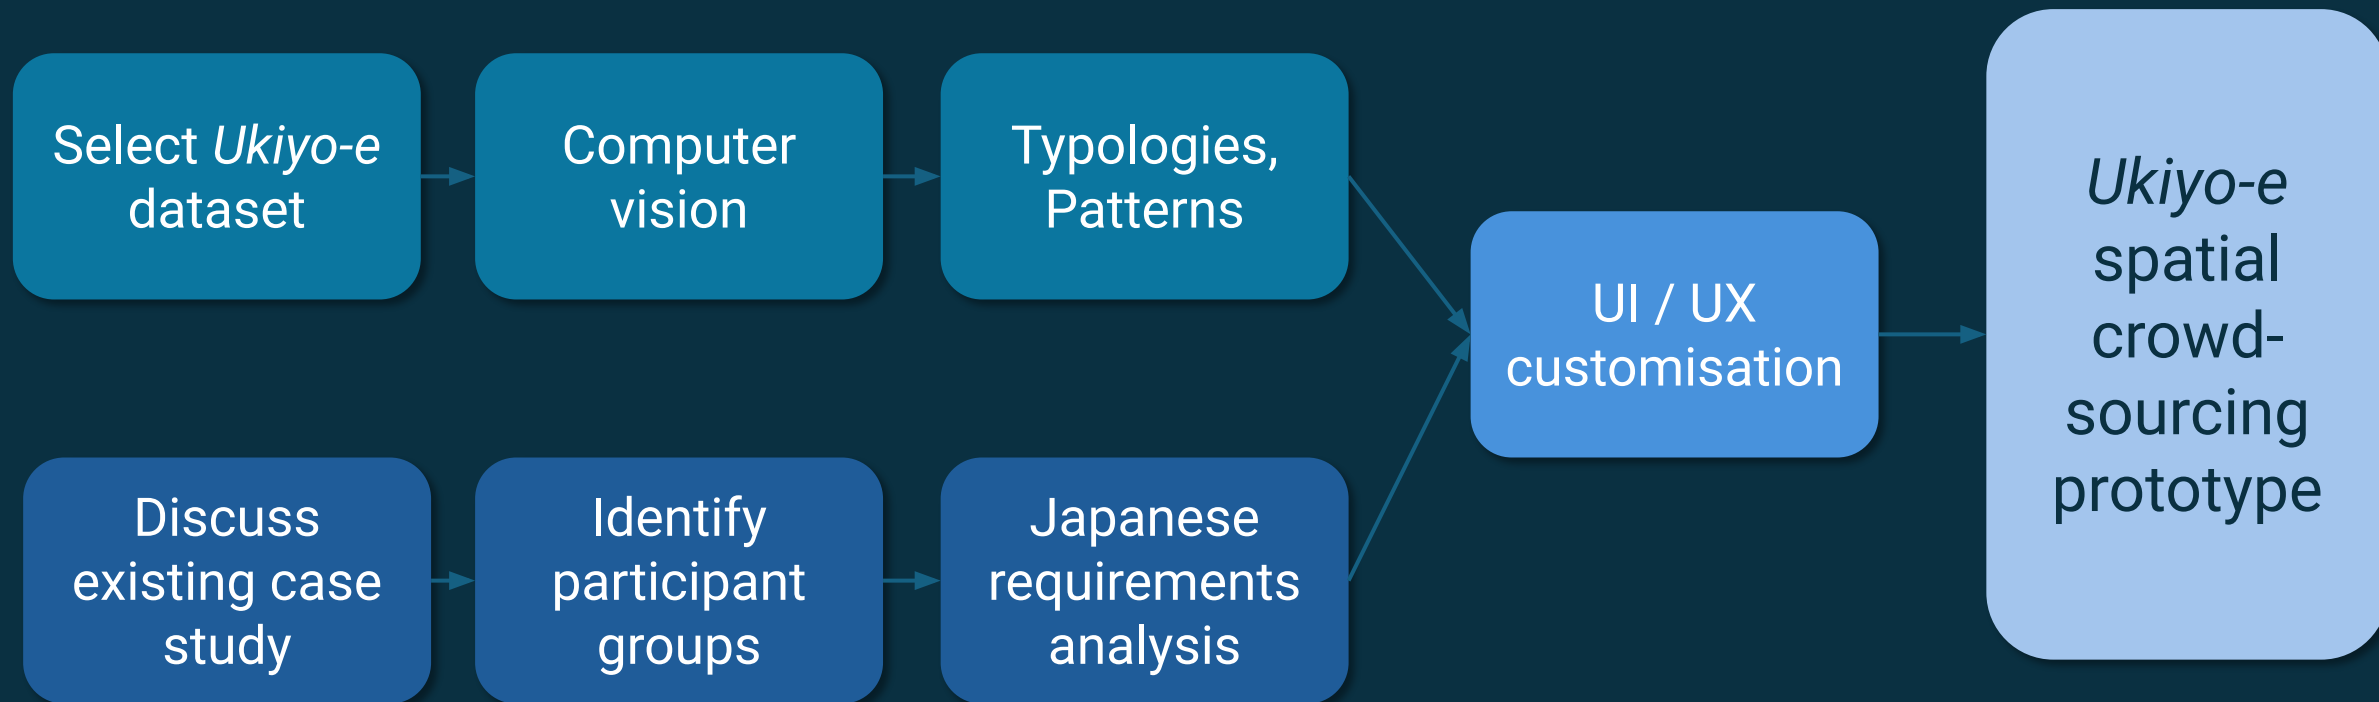 Select Ukiyo-e
dataset
Computer
vision
Typologies,
Patterns
Discuss
existing case
study
Identify
participant
groups
Japanese
requirements
analysis
UI / UX
customisation
Ukiyo-e
spatial
crowd-
sourcing
prototype